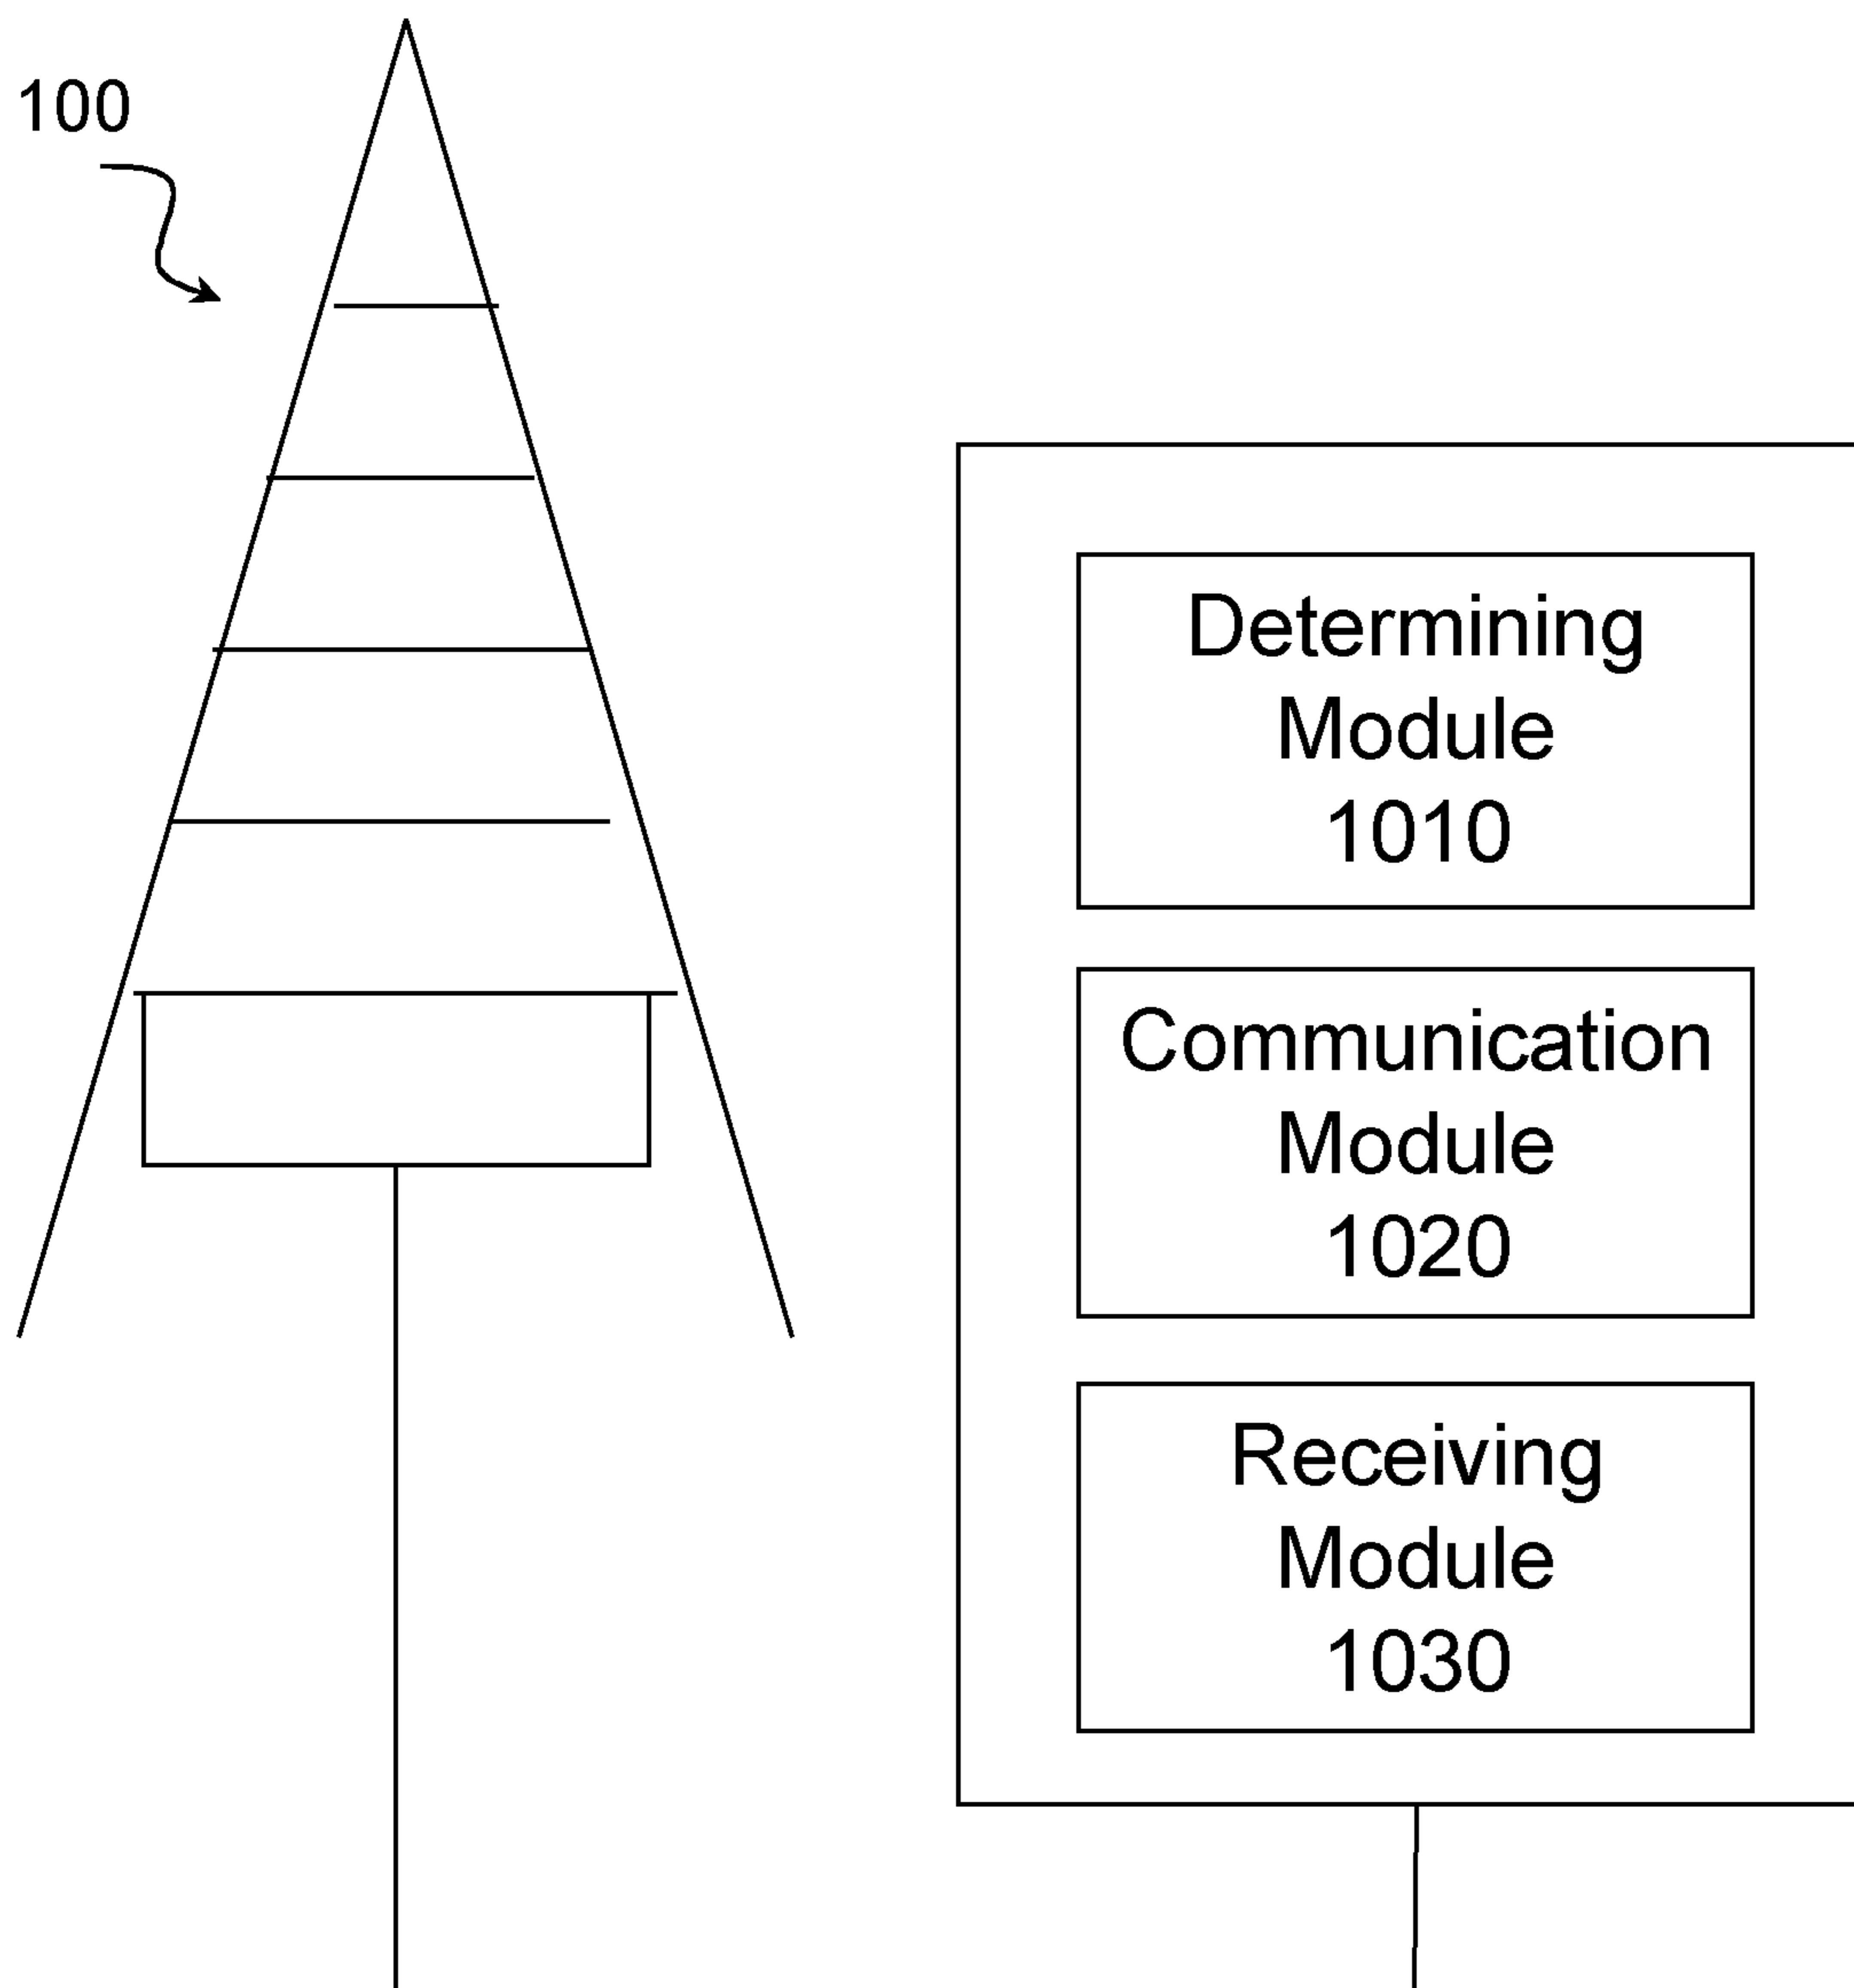 100
Determining
Module
1010
Communication
Module
1020
Receiving
Module
1030